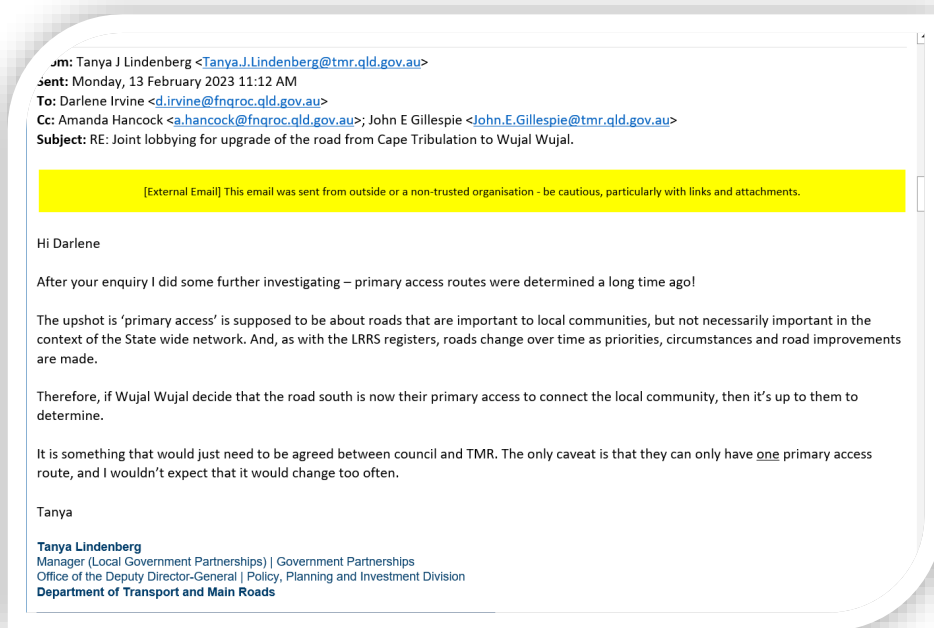 om: Tanya J Lindenberg <Tanya.J.Lindenberg@tmr.qld.gov.au>
Sent: Monday, 13 February 2023 11:12 AM
To: Darlene Irvine <d.irvine@fnqroc.qld.gov.au>
Cc: Amanda Hancock <a.hancock@fnqroc.qld.gov.au>; John E Gillespie <John.E.Gillespie@tmr.qld.gov.au>
Subject: RE: Joint lobbying for upgrade of the road from Cape Tribulation to Wujal Wujal.
[External Email] This email was sent from outside or a non-trusted organisation - be cautious, particularly with links and attachments.
Hi Darlene
After your enquiry I did some further investigating – primary access routes were determined a long time ago!
The upshot is ‘primary access’ is supposed to be about roads that are important to local communities, but not necessarily important in the
context of the State wide network. And, as with the LRRS registers, roads change over time as priorities, circumstances and road improvements
are made.
Therefore, if Wujal Wujal decide that the road south is now their primary access to connect the local community, then it’s up to them to
determine.
It is something that would just need to be agreed between council and TMR. The only caveat is that they can only have one primary access
route, and I wouldn’t expect that it would change too often.
Tanya
Tanya Lindenberg
Manager (Local Government Partnerships) | Government Partnerships
Office of the Deputy Director-General | Policy, Planning and Investment Division
Department of Transport and Main Roads